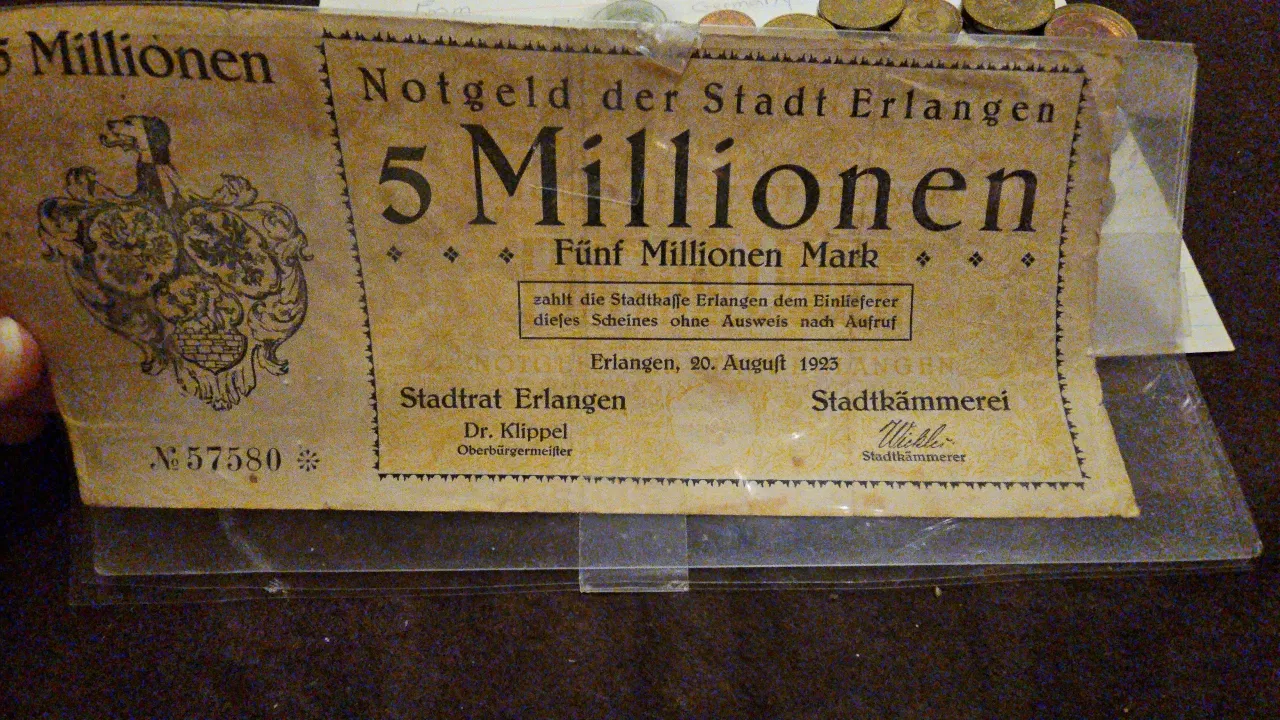 5 Millionen
Notgeld der Stadt Erlangen
5 Millionen
Fünf Millionen Mark
zahlt die Stadtkaſſe Erlangen dem Einlieferer
dieſes Scheines ohne Ausweis nach Aufruf
Erlangen, 20. Auguſt 1923
Stadtrat Erlangen
Dr. Klippel
Oberbürgermeiſter
Stadtkämmerei
Stadtkämmerer
№ 57580 ※